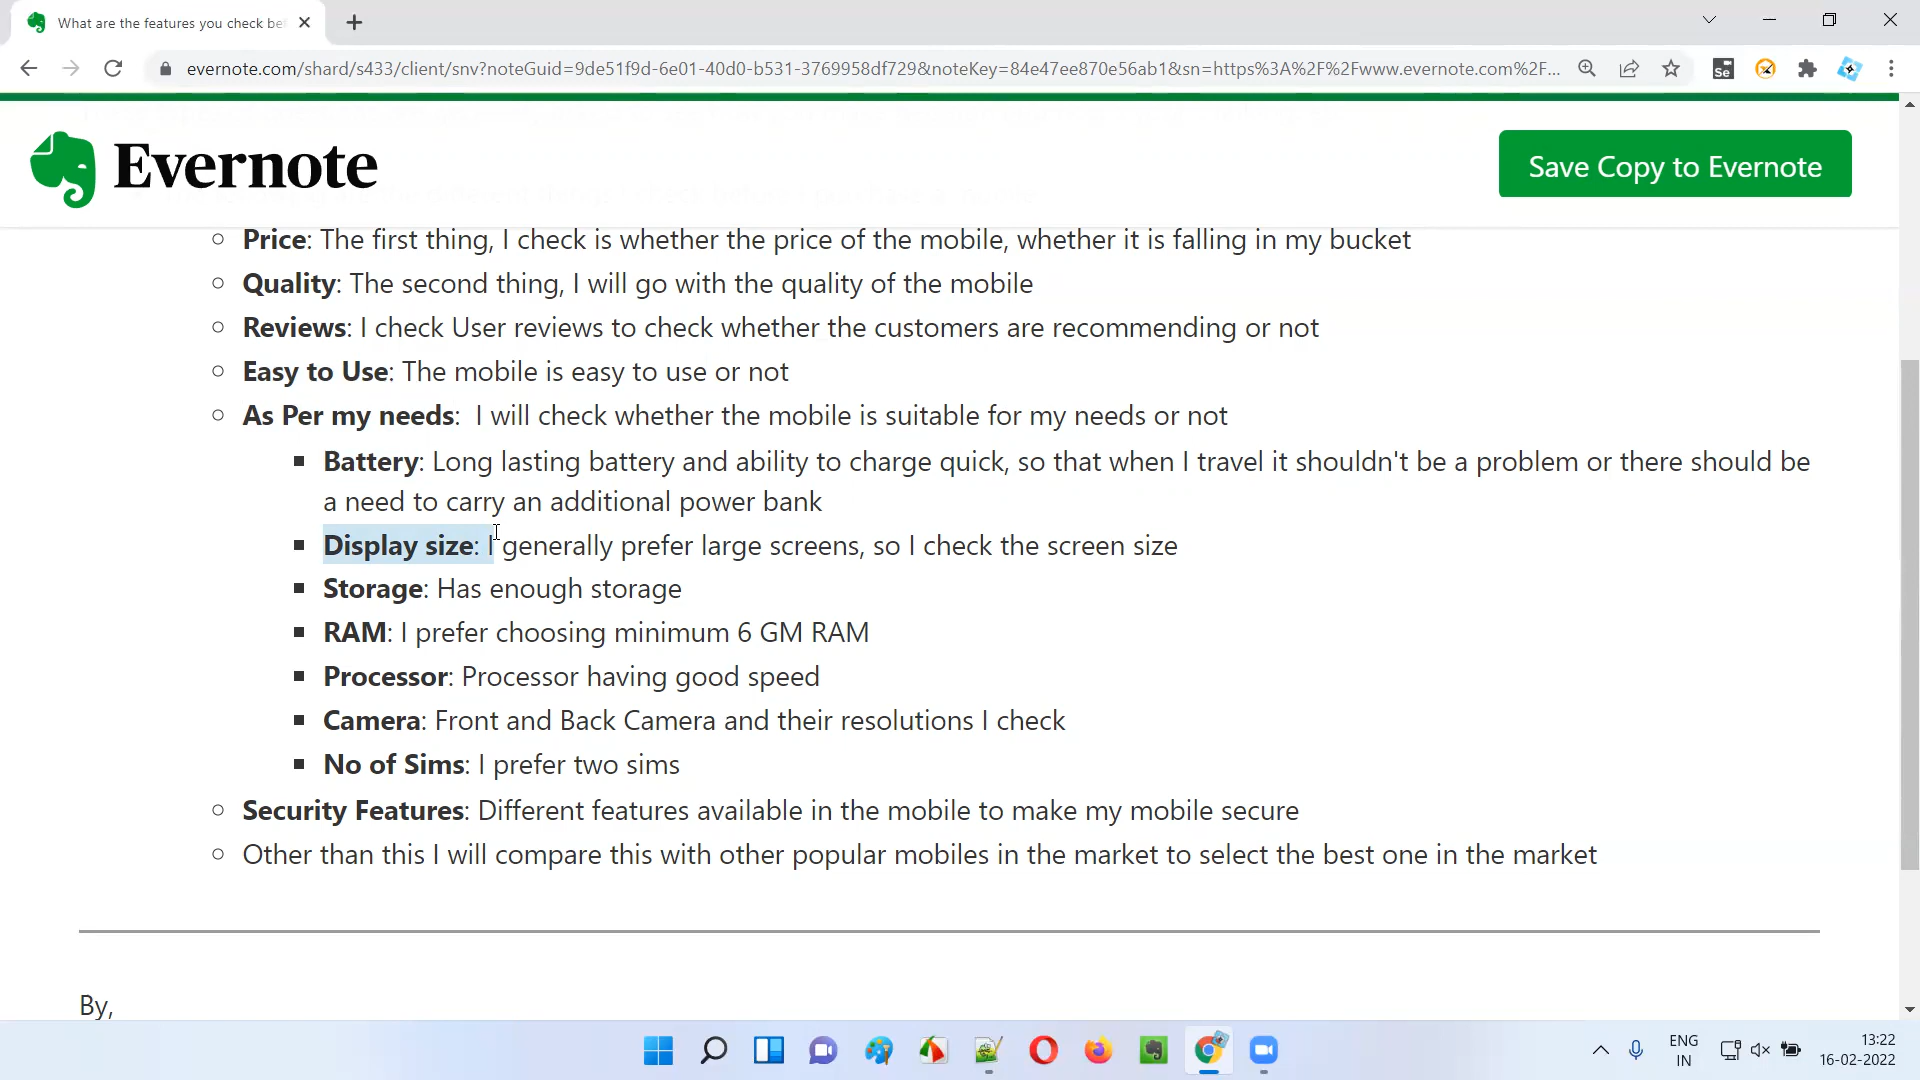 What are the features you check be
evernote.com/shard/s433/client/snv?noteGuid=9de51f9d-6e01-40d0-b531-3769958df729&noteKey=84e47ee870e56ab1&sn=https%3A%2F%2Fwww.evernote.com%2F...
Se
Evernote
Save Copy to Evernote
Price: The first thing, I check is whether the price of the mobile, whether it is falling in my bucket
Quality: The second thing, I will go with the quality of the mobile
Reviews: I check User reviews to check whether the customers are recommending or not
Easy to Use: The mobile is easy to use or not
As Per my needs:  I will check whether the mobile is suitable for my needs or not
Battery: Long lasting battery and ability to charge quick, so that when I travel it shouldn't be a problem or there should be
a need to carry an additional power bank
Display size: I generally prefer large screens, so I check the screen size
Storage: Has enough storage
RAM: I prefer choosing minimum 6 GM RAM
Processor: Processor having good speed
Camera: Front and Back Camera and their resolutions I check
No of Sims: I prefer two sims
Security Features: Different features available in the mobile to make my mobile secure
Other than this I will compare this with other popular mobiles in the market to select the best one in the market
By,
ENG
IN
13:22
16-02-2022